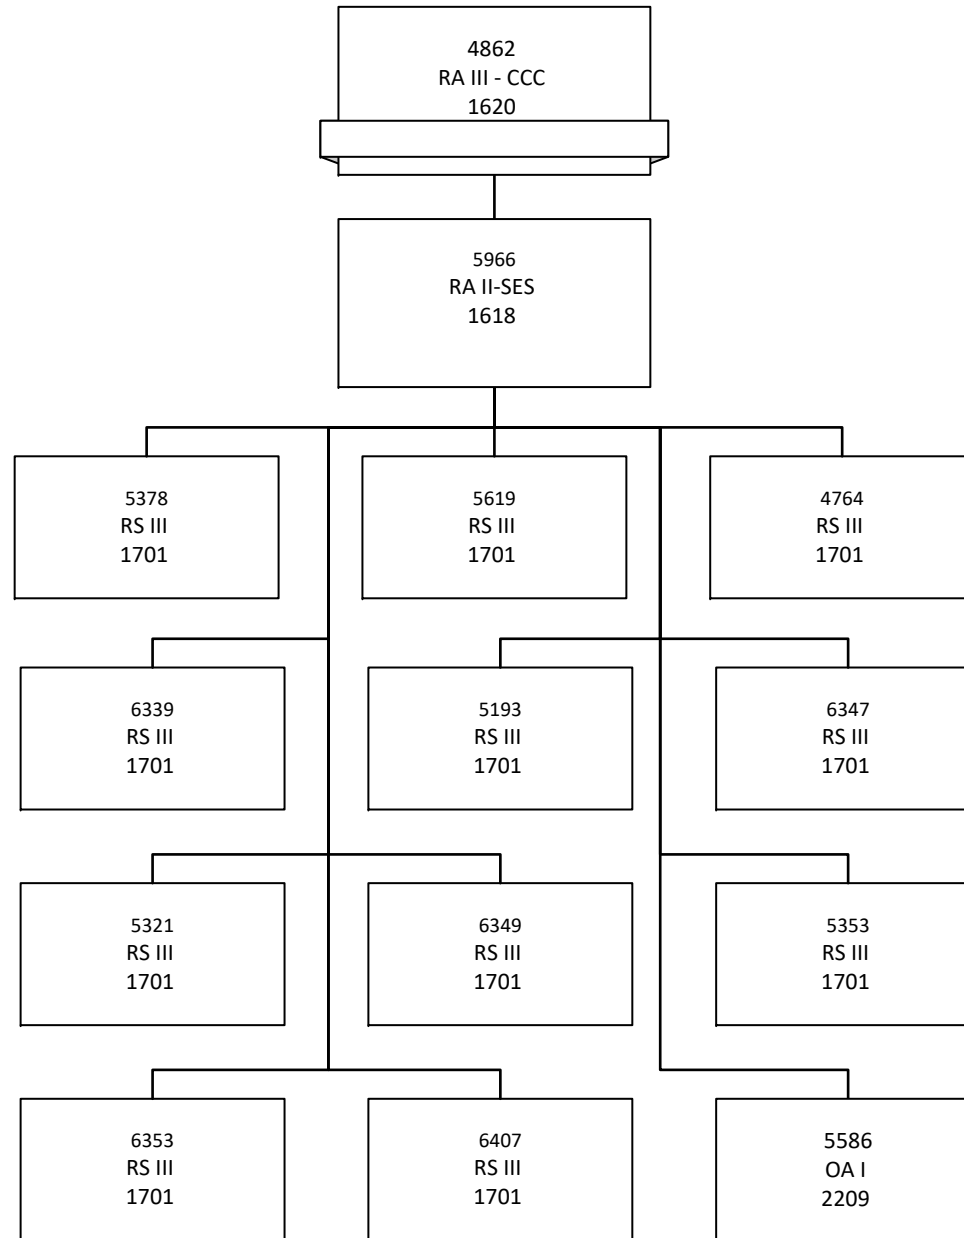 4862
RA III - CCC
1620
5966
RA II-SES
1618
5378
RS III
1701
5619
RS III
1701
4764
RS III
1701
6339
RS III
1701
5193
RS III
1701
6347
RS III
1701
5321
RS III
1701
6349
RS III
1701
5353
RS III
1701
6353
RS III
1701
6407
RS III
1701
5586
OA I
2209